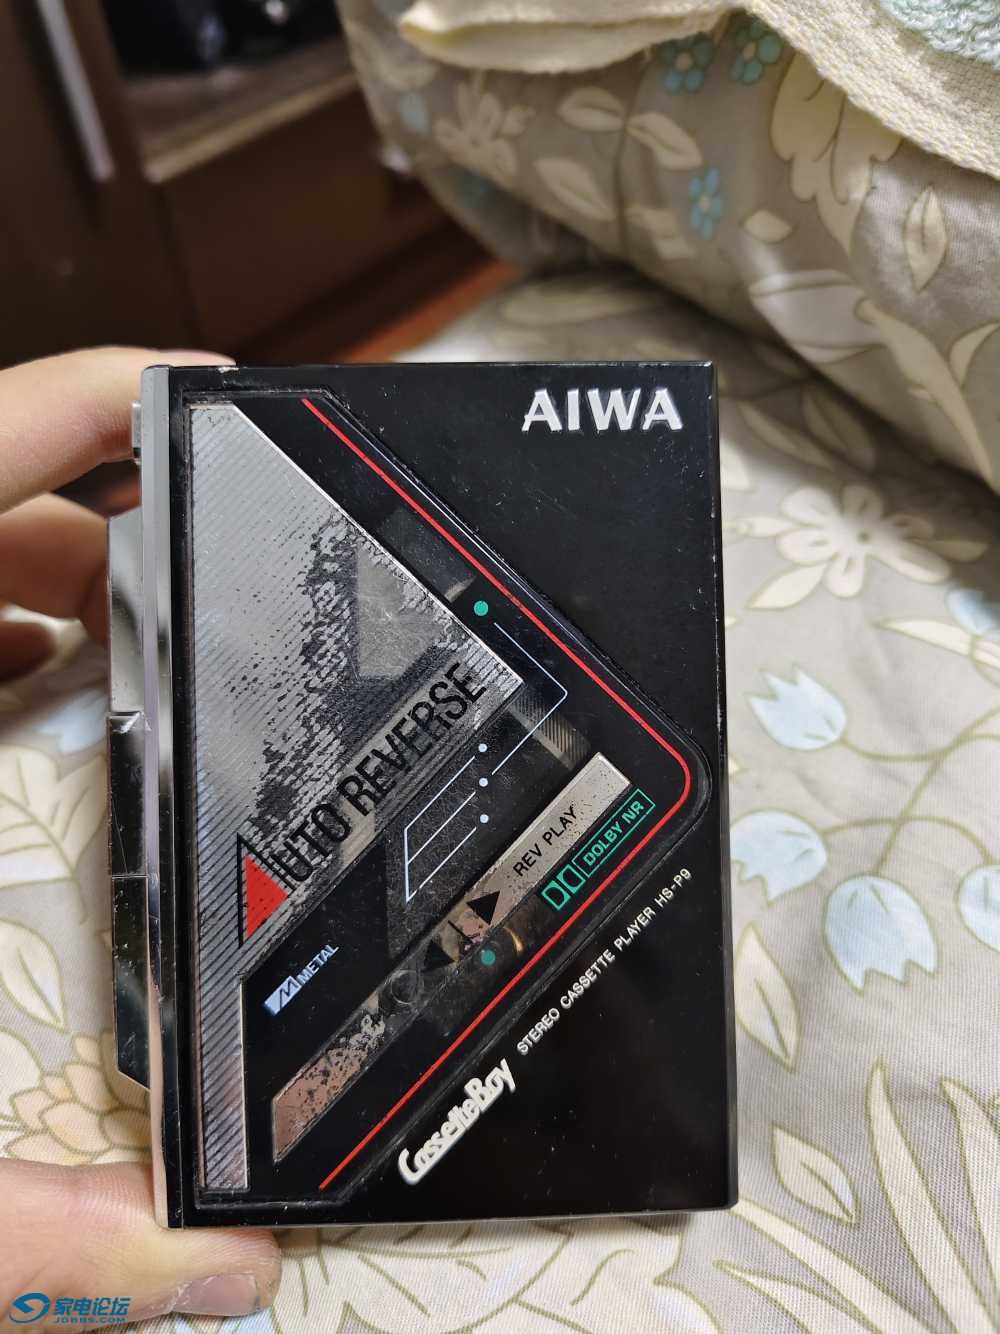 AIWA
AUTO REVERSE
REV PLAY
DOLBY NR
METAL
STEREO CASSETTE PLAYER HS-P9
CassetteBoy
家电论坛
JDBBS.COM